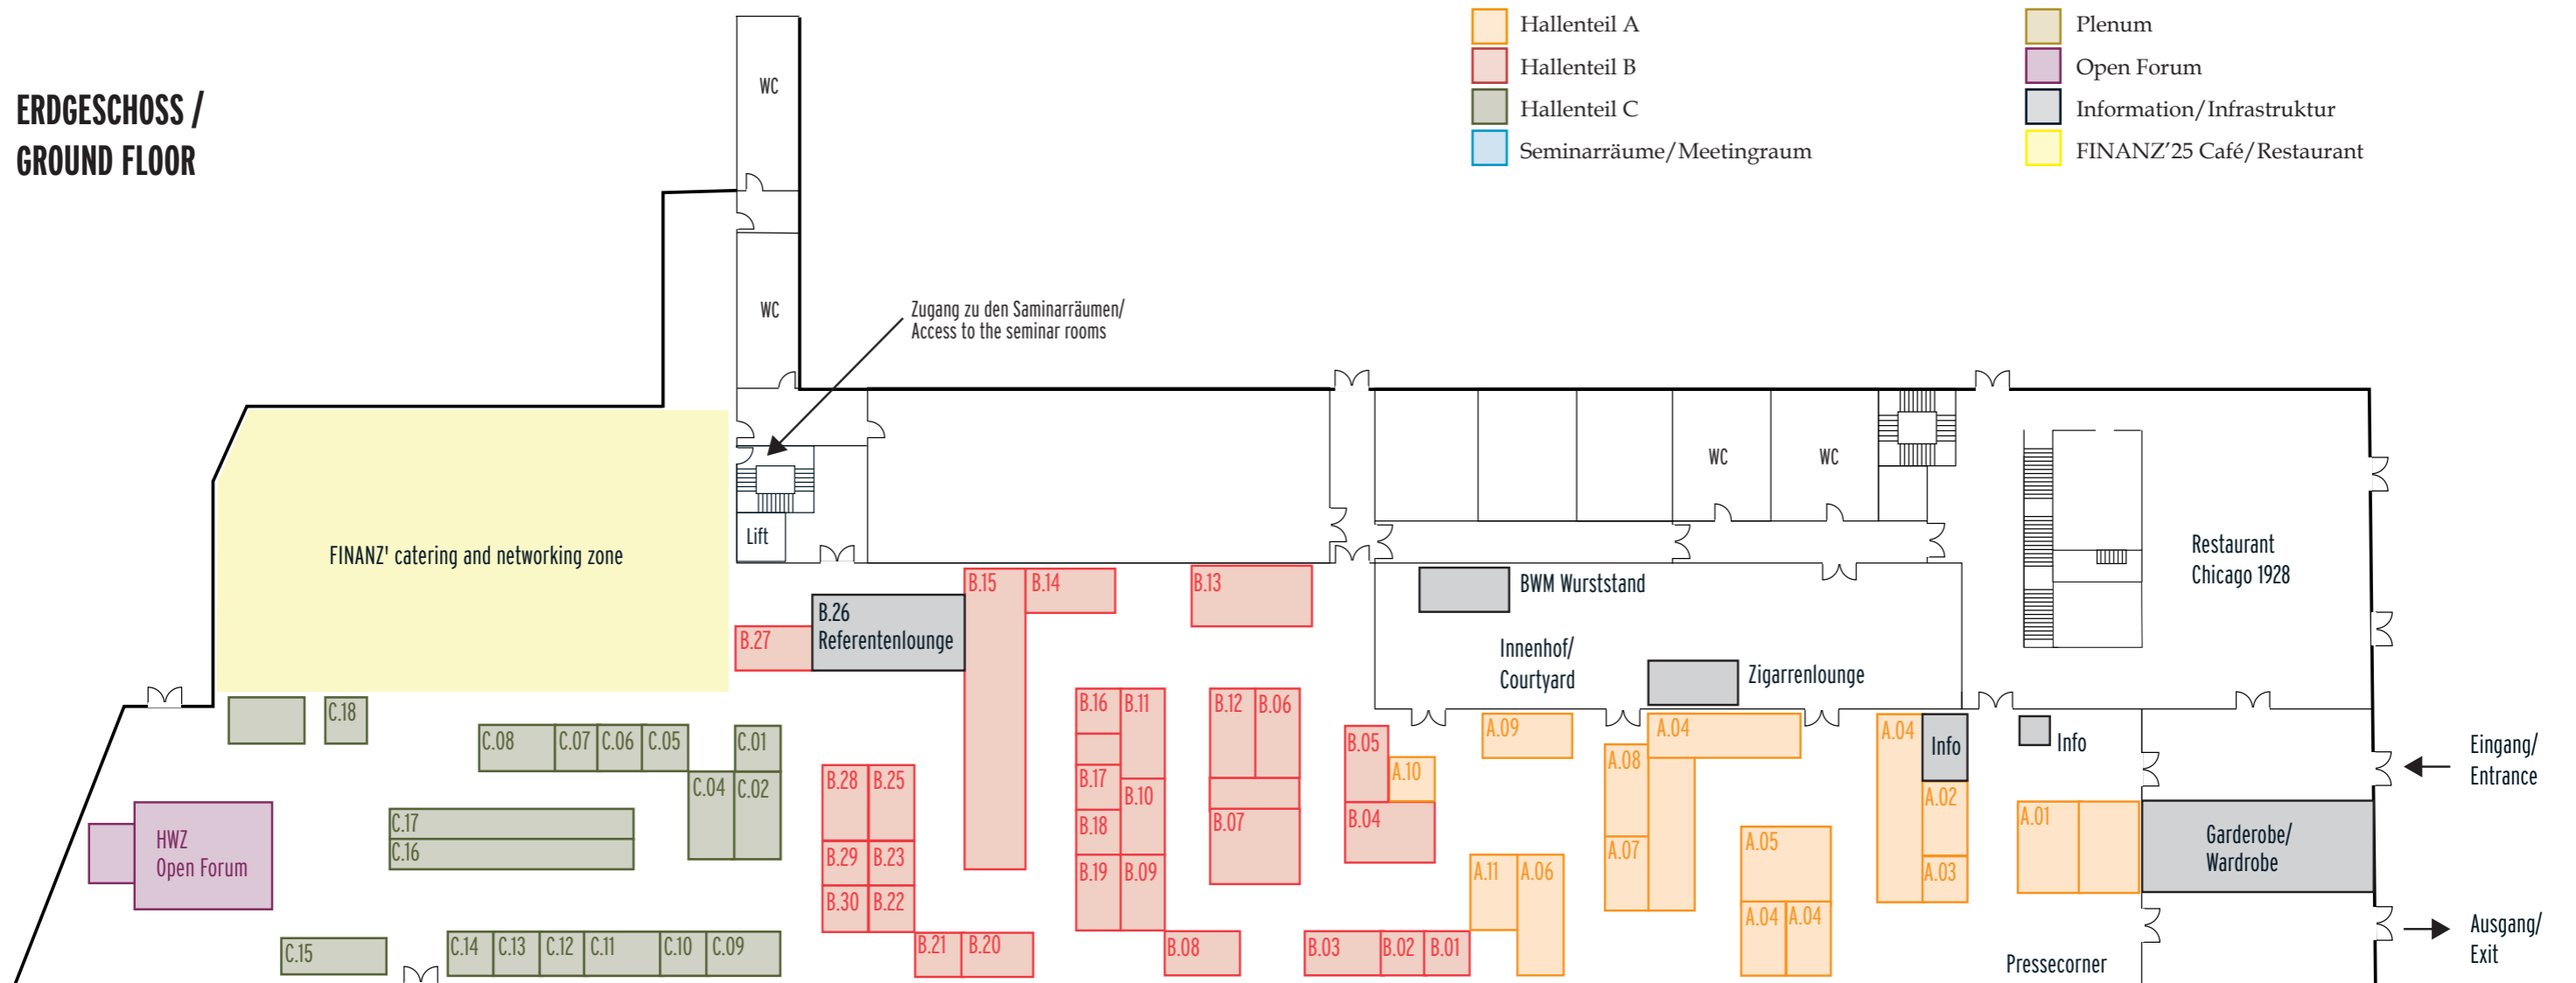 ERDGESCHOSS /
GROUND FLOOR
Hallenteil A
Hallenteil B
Hallenteil C
Seminarräume/Meetingraum
Plenum
Open Forum
Information/Infrastruktur
FINANZ’25 Café/Restaurant
WC
WC
Zugang zu den Saminarräumen/
Access to the seminar rooms
WC
WC
Lift
FINANZ' catering and networking zone
Restaurant
Chicago 1928
BWM Wurststand
Innenhof/
Courtyard
Zigarrenlounge
B.15
B.14
B.13
B.26
Referentenlounge
B.27
C.18
C.08
C.07
C.06
C.05
C.01
C.04
C.02
C.17
C.16
HWZ
Open Forum
C.15
C.14
C.13
C.12
C.11
C.10
C.09
B.28
B.25
B.29
B.23
B.30
B.22
B.21
B.20
B.16
B.11
B.17
B.10
B.18
B.19
B.09
B.08
B.12
B.06
B.07
B.05
A.10
B.04
B.03
B.02
B.01
A.09
A.11
A.06
A.04
A.08
A.07
A.05
A.04
A.04
A.04
Info
A.02
A.03
Info
A.01
Garderobe/
Wardrobe
Pressecorner
Eingang/
Entrance
Ausgang/
Exit